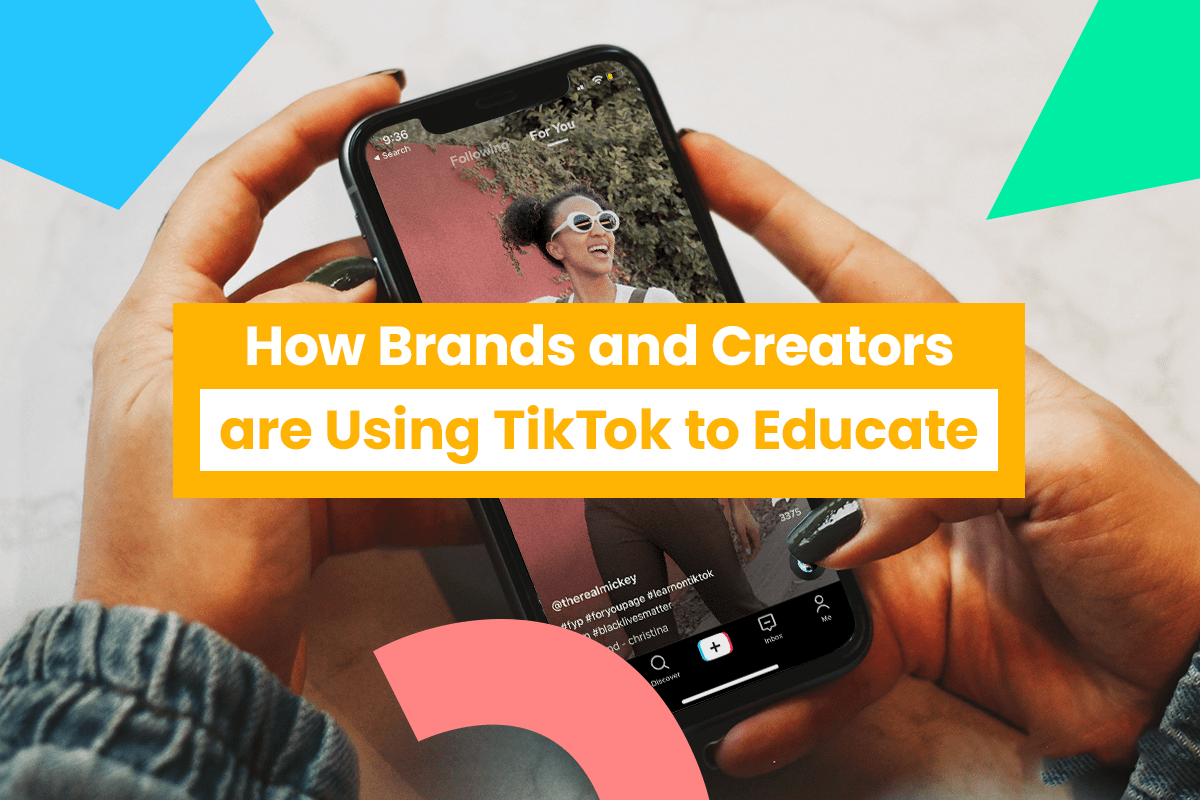 9:36
Search
Following For You
How Brands and Creators
are Using TikTok to Educate
3375
@therealmickey
#fyp #foryoupage #learnontiktok
#blacklivesmatter
- christina
Discover
Inbox
Me